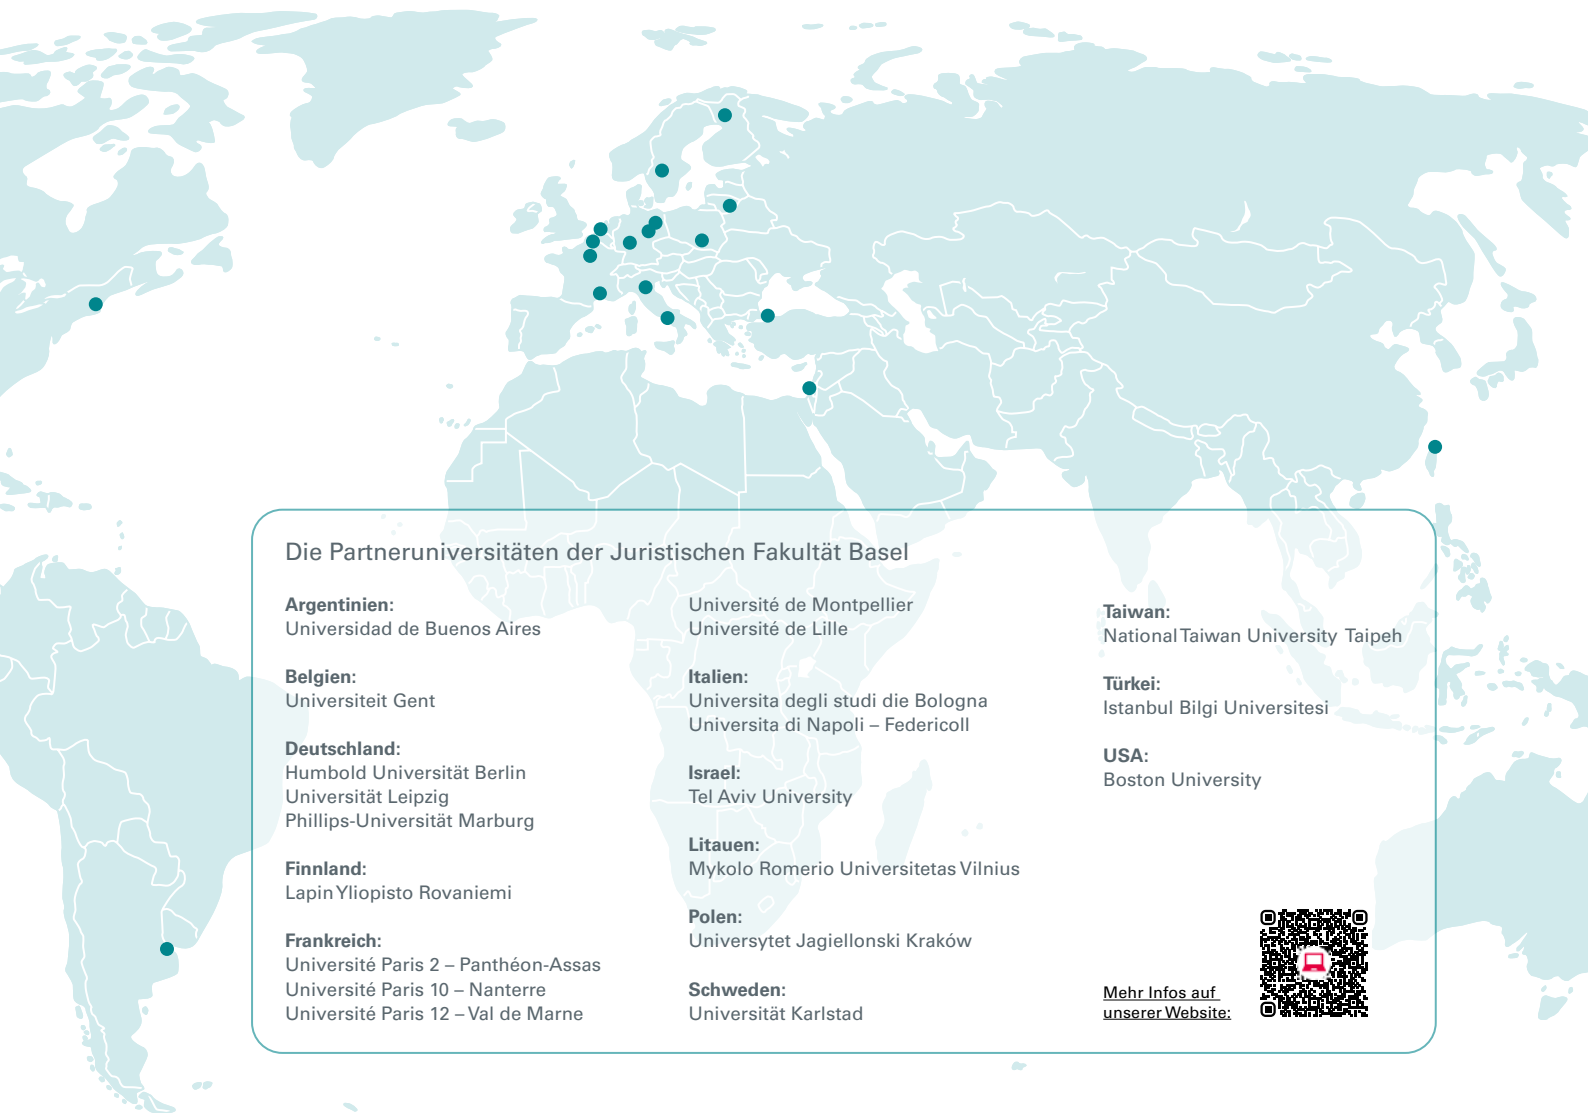 Die Partneruniversitäten der Juristischen Fakultät Basel
Argentinien:
Universidad de Buenos Aires
Belgien:
Universiteit Gent
Deutschland:
Humbold Universität Berlin
Universität Leipzig
Phillips-Universität Marburg
Finnland:
Lapin Yliopisto Rovaniemi
Frankreich:
Université Paris 2 – Panthéon-Assas
Université Paris 10 – Nanterre
Université Paris 12 – Val de Marne
Université de Montpellier
Université de Lille
Italien:
Universita degli studi die Bologna
Universita di Napoli – Federicoll
Israel:
Tel Aviv University
Litauen:
Mykolo Romerio Universitetas Vilnius
Polen:
Universytet Jagiellonski Kraków
Schweden:
Universität Karlstad
Taiwan:
National Taiwan University Taipeh
Türkei:
Istanbul Bilgi Universitesi
USA:
Boston University
Mehr Infos auf
unserer Website: